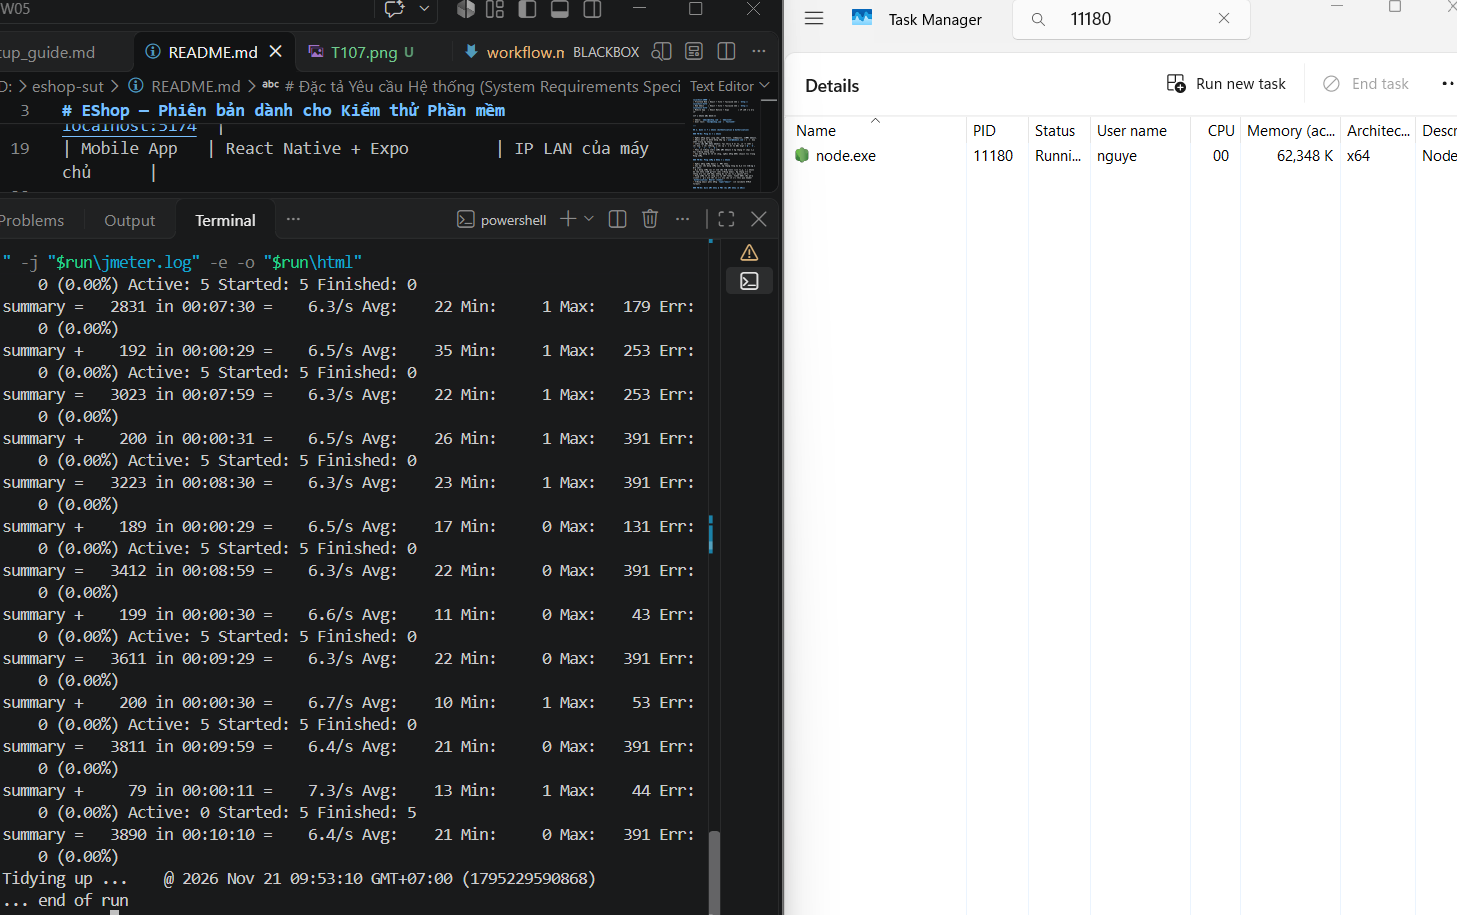 W05
tup_guide.md
README.md
T107.png U
workflow.n
BLACKBOX
D: > eshop-sut > README.md > abc # Đặc tả Yêu cầu Hệ thống (System Requirements Speci
Text Editor
3 # EShop — Phiên bản dành cho Kiểm thử Phần mềm
localhost:5174 |
19 | Mobile App | React Native + Expo | IP LAN của máy
chủ |
Problems Output Terminal ... powershell
" -j "$run\jmeter.log" -e -o "$run\html"
0 (0.00%) Active: 5 Started: 5 Finished: 0
summary = 2831 in 00:07:30 = 6.3/s Avg: 22 Min: 1 Max: 179 Err:
0 (0.00%)
summary + 192 in 00:00:29 = 6.5/s Avg: 35 Min: 1 Max: 253 Err:
0 (0.00%) Active: 5 Started: 5 Finished: 0
summary = 3023 in 00:07:59 = 6.3/s Avg: 22 Min: 1 Max: 253 Err:
0 (0.00%)
summary + 200 in 00:00:31 = 6.5/s Avg: 26 Min: 1 Max: 391 Err:
0 (0.00%) Active: 5 Started: 5 Finished: 0
summary = 3223 in 00:08:30 = 6.3/s Avg: 23 Min: 1 Max: 391 Err:
0 (0.00%)
summary + 189 in 00:00:29 = 6.5/s Avg: 17 Min: 0 Max: 131 Err:
0 (0.00%) Active: 5 Started: 5 Finished: 0
summary = 3412 in 00:08:59 = 6.3/s Avg: 22 Min: 0 Max: 391 Err:
0 (0.00%)
summary + 199 in 00:00:30 = 6.6/s Avg: 11 Min: 0 Max: 43 Err:
0 (0.00%) Active: 5 Started: 5 Finished: 0
summary = 3611 in 00:09:29 = 6.3/s Avg: 22 Min: 0 Max: 391 Err:
0 (0.00%)
summary + 200 in 00:00:30 = 6.7/s Avg: 10 Min: 1 Max: 53 Err:
0 (0.00%) Active: 5 Started: 5 Finished: 0
summary = 3811 in 00:09:59 = 6.4/s Avg: 21 Min: 0 Max: 391 Err:
0 (0.00%)
summary + 79 in 00:00:11 = 7.3/s Avg: 13 Min: 1 Max: 44 Err:
0 (0.00%) Active: 0 Started: 5 Finished: 5
summary = 3890 in 00:10:10 = 6.4/s Avg: 21 Min: 0 Max: 391 Err:
0 (0.00%)
Tidying up ... @ 2026 Nov 21 09:53:10 GMT+07:00 (1795229590868)
... end of run
Task Manager
11180
Details
Run new task
End task
Name PID Status User name CPU Memory (ac... Architec... Descr
node.exe 11180 Runni... nguye 00 62,348 K x64 Node